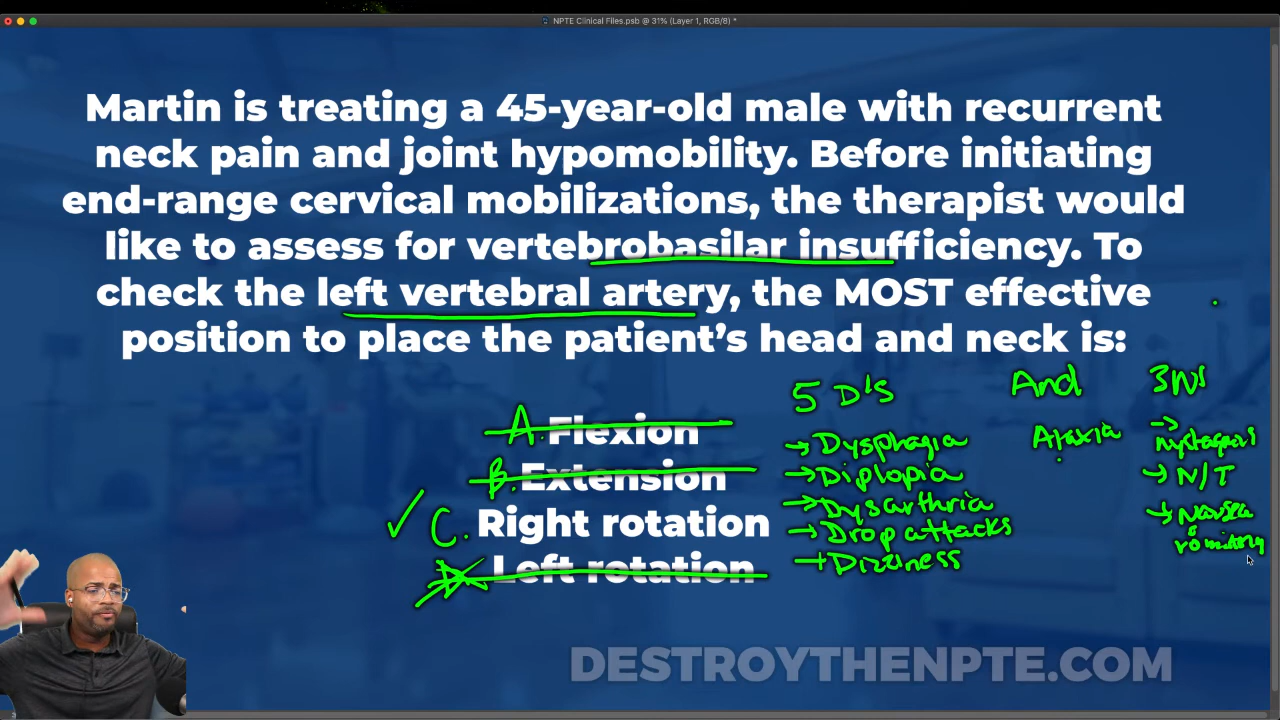 NPTE Clinical Files.psb @ 31% (Layer 1, RGB/8) *
Martin is treating a 45-year-old male with recurrent
neck pain and joint hypomobility. Before initiating
end-range cervical mobilizations, the therapist would
like to assess for vertebrobasilar insufficiency. To
check the left vertebral artery, the MOST effective
position to place the patient’s head and neck is:
A. Flexion
B. Extension
C. Right rotation
Left rotation
5 D's
→ Dysphagia
→ Diplopia
→ Dysarthria
→ Drop attacks
→ Dizziness
And
Ataxia
3 N's
→ nystagmus
→ N/T
→ Nausea
vomiting
DESTROYTHENPTE.COM